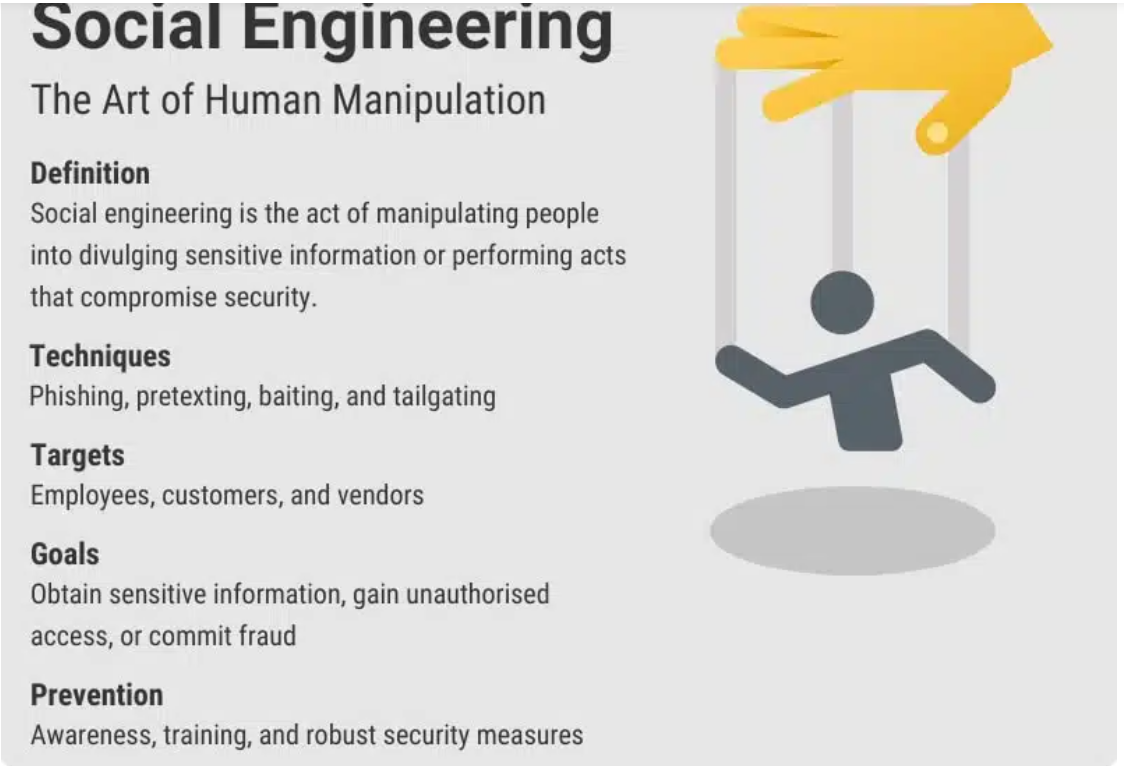 Social Engineering
The Art of Human Manipulation
Definition
Social engineering is the act of manipulating people
into divulging sensitive information or performing acts
that compromise security.
Techniques
Phishing, pretexting, baiting, and tailgating
Targets
Employees, customers, and vendors
Goals
Obtain sensitive information, gain unauthorised
access, or commit fraud
Prevention
Awareness, training, and robust security measures